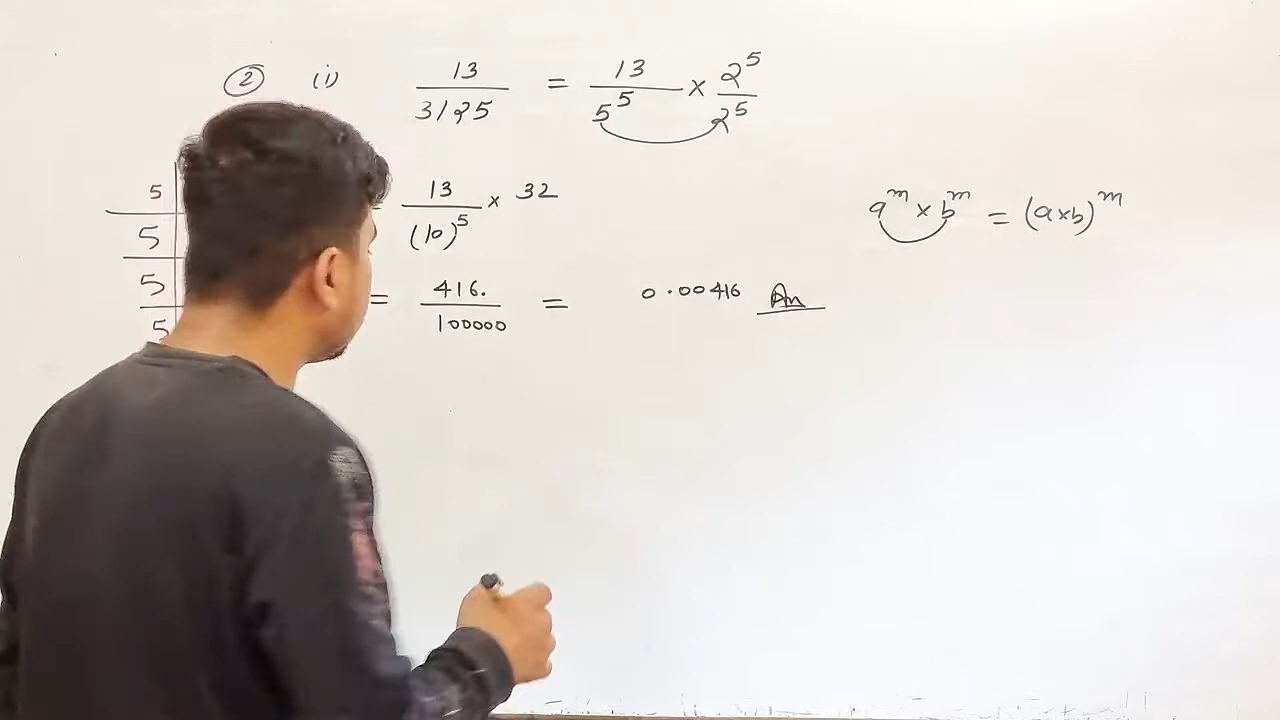 ② (i) 13/3125 = 13/5^5 × 2^5/2^5
5
13/(10)^5 × 32
a^m × b^m = (a×b)^m
5
5
= 416./100000 = 0.00416 An
5